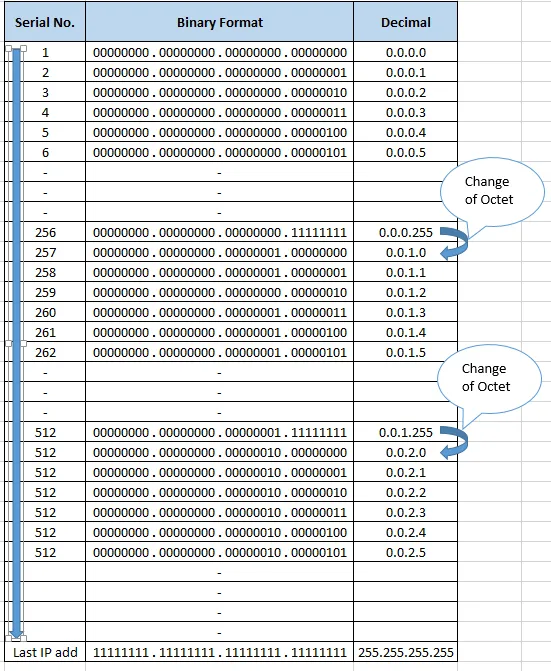 Serial No. Binary Format Decimal
1 00000000.00000000.00000000.00000000 0.0.0.0
2 00000000.00000000.00000000.00000001 0.0.0.1
3 00000000.00000000.00000000.00000010 0.0.0.2
4 00000000.00000000.00000000.00000011 0.0.0.3
5 00000000.00000000.00000000.00000100 0.0.0.4
6 00000000.00000000.00000000.00000101 0.0.0.5
- -
- -
- -
Change
of Octet
256 00000000.00000000.00000000.11111111 0.0.0.255
257 00000000.00000000.00000001.00000000 0.0.1.0
258 00000000.00000000.00000001.00000001 0.0.1.1
259 00000000.00000000.00000000.00000010 0.0.1.2
260 00000000.00000000.00000001.00000011 0.0.1.3
261 00000000.00000000.00000001.00000100 0.0.1.4
262 00000000.00000000.00000001.00000101 0.0.1.5
- -
- -
- -
Change
of Octet
512 00000000.00000000.00000001.11111111 0.0.1.255
512 00000000.00000000.00000010.00000000 0.0.2.0
512 00000000.00000000.00000010.00000001 0.0.2.1
512 00000000.00000000.00000010.00000010 0.0.2.2
512 00000000.00000000.00000010.00000011 0.0.2.3
512 00000000.00000000.00000010.00000100 0.0.2.4
512 00000000.00000000.00000010.00000101 0.0.2.5
-
-
-
-
Last IP add 11111111.11111111.11111111.11111111 255.255.255.255